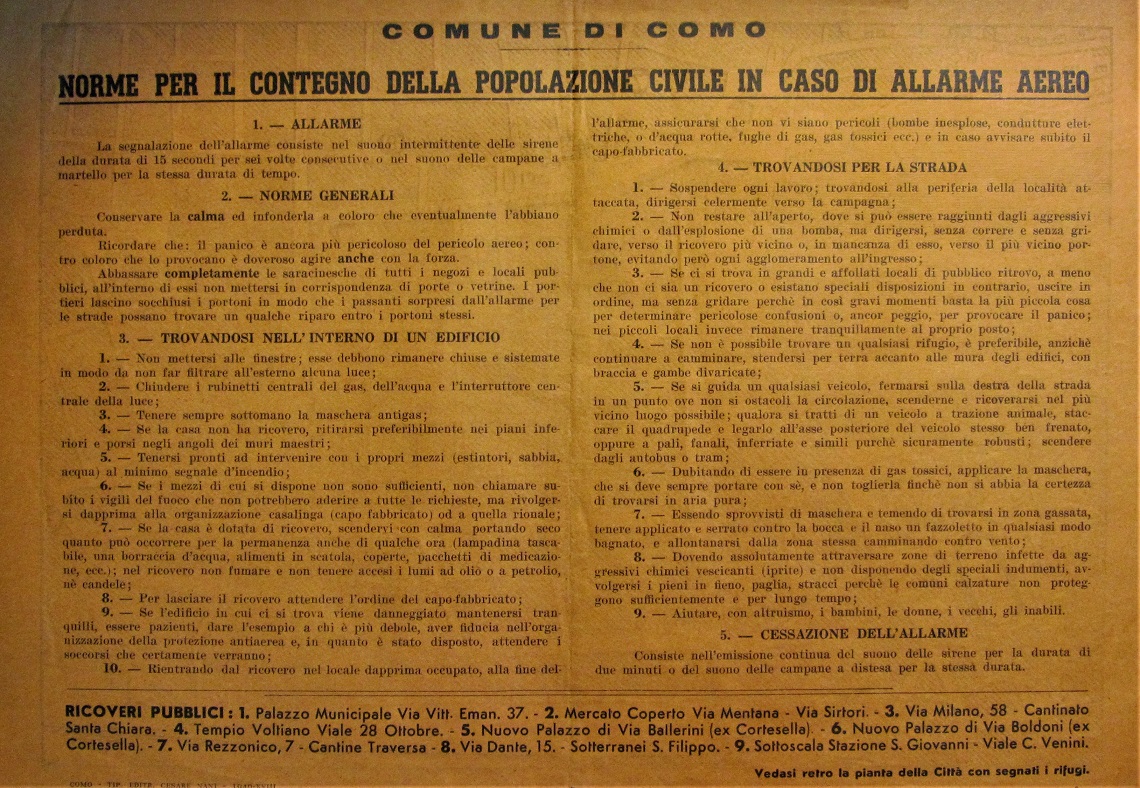 COMUNE DI COMO
NORME PER IL CONTEGNO DELLA POPOLAZIONE CIVILE IN CASO DI ALLARME AEREO
1. — ALLARME
La segnalazione dell'allarme consiste nel suono intermittente delle sirene
della durata di 15 secondi per sei volte consecutive o nel suono delle campane a
martello per la stessa durata di tempo.
2. — NORME GENERALI
Conservare la calma ed infonderla a coloro che eventualmente l'abbiano
perduta.
Ricordare che: il panico è ancora più pericoloso del pericolo aereo; con-
tro coloro che lo provocano è doveroso agire anche con la forza.
Abbassare completamente le saracinesche di tutti i negozi e locali pub-
blici, all'interno di essi non mettersi in corrispondenza di porte o vetrine. I por-
tieri lascino socchiusi i portoni in modo che i passanti sorpresi dall'allarme per
le strade possano trovare un qualche riparo entro i portoni stessi.
3. — TROVANDOSI NELL'INTERNO DI UN EDIFICIO
1. — Non mettersi alle finestre; esse debbono rimanere chiuse e sistemate
in modo da non far filtrare all'esterno alcuna luce;
2. — Chiudere i rubinetti centrali del gas, dell'acqua e l'interruttore cen-
trale della luce;
3. — Tenere sempre sottomano la maschera antigas;
4. — Se la casa non ha ricovero, ritirarsi preferibilmente nei piani infe-
riori e porsi negli angoli dei muri maestri;
5. — Tenersi pronti ad intervenire con i propri mezzi (estintori, sabbia,
acqua) al minimo segnale d'incendio;
6. — Se i mezzi di cui si dispone non sono sufficienti, non chiamare su-
bito i vigili del fuoco che non potrebbero aderire a tutte le richieste, ma rivolger-
si dapprima alla organizzazione casalinga (capo fabbricato) od a quella rionale;
7. — Se la casa è dotata di ricovero, scendervi con calma portando seco
quanto può occorrere per la permanenza anche di qualche ora (lampadina tasca-
bile, una borraccia d'acqua, alimenti in scatola, coperte, pacchetti di medicazio-
ne, ecc.); nel ricovero non fumare e non tenere accesi i lumi ad olio o a petrolio,
nè candele;
8. — Per lasciare il ricovero attendere l'ordine del capo-fabbricato;
9. — Se l'edificio in cui ci si trova viene danneggiato mantenersi tran-
quilli, essere pazienti, dare l'esempio a chi è più debole, aver fiducia nell'orga-
nizzazione della protezione antiaerea e, in quanto è stato disposto, attendere i
soccorsi che certamente verranno;
10. — Rientrando dal ricovero nel locale dapprima occupato, alla fine del-
l'allarme, assicurarsi che non vi siano pericoli (bombe inesplose, condutture elet-
triche, o d'acqua rotte, fughe di gas, gas tossici ecc.) e in caso avvisare subito il
capo-fabbricato.
4. — TROVANDOSI PER LA STRADA
1. — Sospendere ogni lavoro; trovandosi alla periferia della località at-
taccata, dirigersi celermente verso la campagna;
2. — Non restare all'aperto, dove si può essere raggiunti dagli aggressivi
chimici o dall'esplosione di una bomba, ma dirigersi, senza correre e senza gri-
dare, verso il ricovero più vicino o, in mancanza di esso, verso il più vicino por-
tone, evitando però ogni agglomeramento all'ingresso;
3. — Se ci si trova in grandi e affollati locali di pubblico ritrovo, a meno
che non ci sia un ricovero o esistano speciali disposizioni in contrario, uscire in
ordine, ma senza gridare perchè in così gravi momenti basta la più piccola cosa
per determinare pericolose confusioni o, ancor peggio, per provocare il panico;
nei piccoli locali invece rimanere tranquillamente al proprio posto;
4. — Se non è possibile trovare un qualsiasi rifugio, è preferibile, anzichè
continuare a camminare, stendersi per terra accanto alle mura degli edifici, con
braccia e gambe divaricate;
5. — Se si guida un qualsiasi veicolo, fermarsi sulla destra della strada
in un punto ove non si ostacoli la circolazione, scenderne e ricoverarsi nel più
vicino luogo possibile; qualora si tratti di un veicolo a trazione animale, stac-
care il quadrupede e legarlo all'asse posteriore del veicolo stesso ben frenato,
oppure a pali, fanali, inferriate e simili purchè sicuramente robusti; scendere
dagli autobus o tram;
6. — Dubitando di essere in presenza di gas tossici, applicare la maschera,
che si deve sempre portare con sè, e non toglierla finchè non si abbia la certezza
di trovarsi in aria pura;
7. — Essendo sprovvisti di maschera e temendo di trovarsi in zona gassata,
tenere applicato e serrato contro la bocca e il naso un fazzoletto in qualsiasi modo
bagnato, e allontanarsi dalla zona stessa camminando contro vento;
8. — Dovendo assolutamente attraversare zone di terreno infette da ag-
gressivi chimici vescicanti (iprite) e non disponendo degli speciali indumenti, av-
volgersi i pieni in fieno, paglia, stracci perchè le comuni calzature non proteg-
gono sufficientemente e per lungo tempo;
9. — Aiutare, con altruismo, i bambini, le donne, i vecchi, gli inabili.
5. — CESSAZIONE DELL'ALLARME
Consiste nell'emissione continua del suono delle sirene per la durata di
due minuti o del suono delle campane a distesa per la stessa durata.
RICOVERI PUBBLICI: 1. Palazzo Municipale Via Vitt. Eman. 37. - 2. Mercato Coperto Via Mentana - Via Sirtori. - 3. Via Milano, 58 - Cantinato
Santa Chiara. - 4. Tempio Voltiano Viale 28 Ottobre. - 5. Nuovo Palazzo di Via Ballerini (ex Cortesella). - 6. Nuovo Palazzo di Via Boldoni (ex
Cortesella). - 7. Via Rezzonico, 7 - Cantine Traversa - 8. Via Dante, 15. - Sotterranei S. Filippo. - 9. Sottoscala Stazione S. Giovanni - Viale C. Venini.
Vedasi retro la pianta della Città con segnati i rifugi.
COMO - TIP. EDITR. CESARE NANI - 1940-XVIII